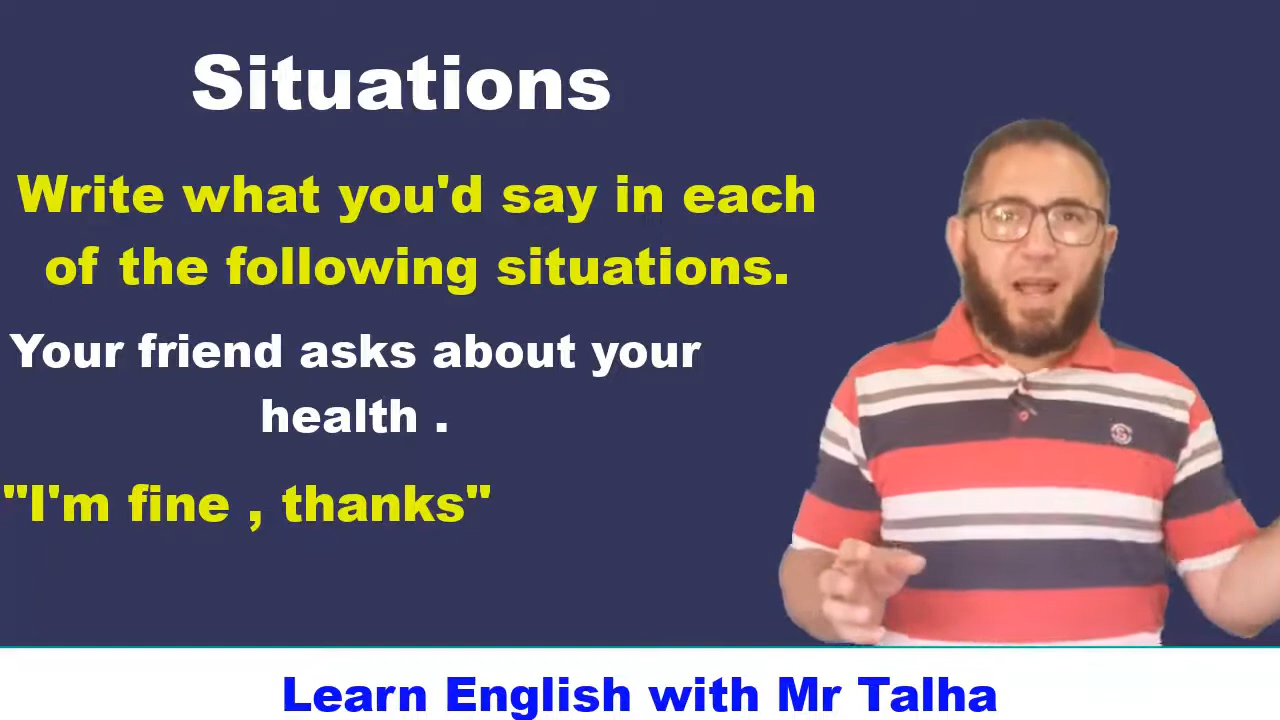 Situations
Write what you'd say in each
of the following situations.
Your friend asks about your
health .
"I'm fine , thanks"
Learn English with Mr Talha